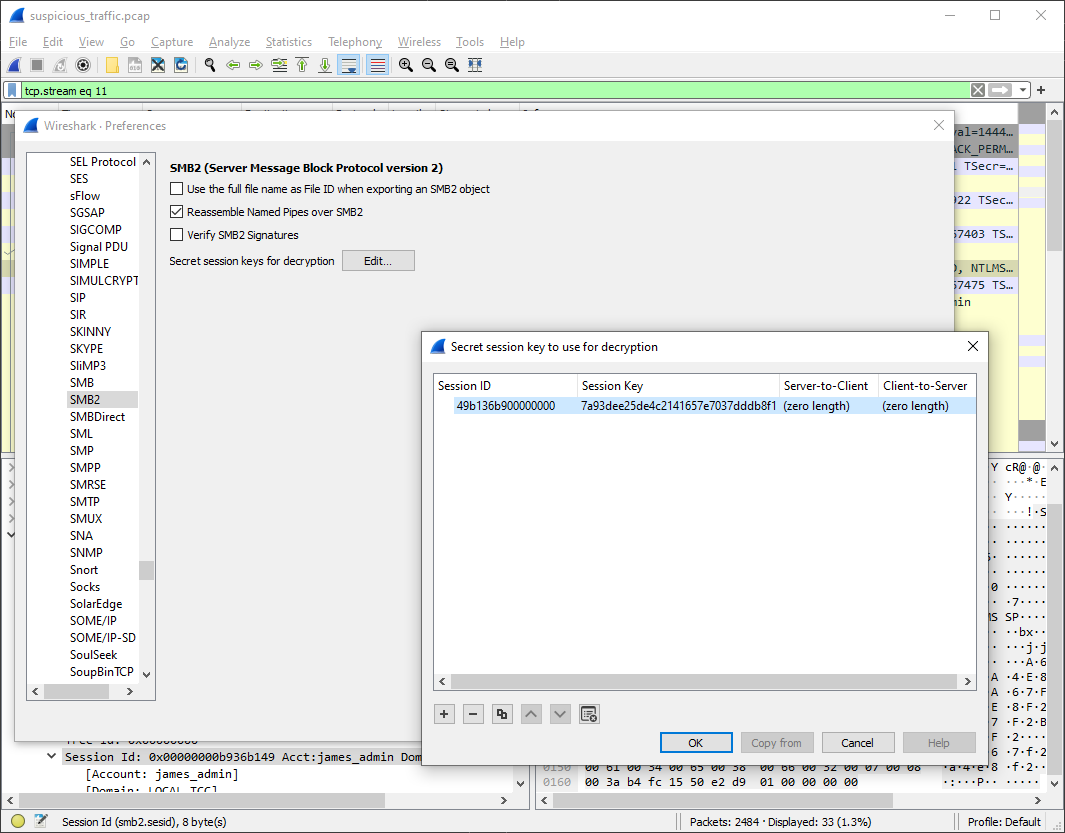 suspicious_traffic.pcap
File Edit View Go Capture Analyze Statistics Telephony Wireless Tools Help
tcp.stream eq 11
Wireshark · Preferences
SEL Protocol
SES
sFlow
SGSAP
SIGCOMP
Signal PDU
SIMPLE
SIMULCRYPT
SIP
SIR
SKINNY
SKYPE
SliMP3
SMB
SMB2
SMBDirect
SML
SMP
SMPP
SMRSE
SMTP
SMUX
SNA
SNMP
Snort
Socks
SolarEdge
SOME/IP
SOME/IP-SD
SoulSeek
SoupBinTCP
SMB2 (Server Message Block Protocol version 2)
Use the full file name as File ID when exporting an SMB2 object
Reassemble Named Pipes over SMB2
Verify SMB2 Signatures
Secret session keys for decryption Edit...
val=1444…
ACK_PERM…
TSecr=…
922 TSec…
57403 TS…
, NTLMS…
57475 TS…
min
Secret session key to use for decryption
Session ID Session Key Server-to-Client Client-to-Server
49b136b900000000 7a93dee25de4c2141657e7037dddb8f1 (zero length) (zero length)
OK Copy from Cancel Help
Session Id: 0x00000000b936b149 Acct:james_admin Dom
[Account: james_admin]
0150 00 61 00 34 00 65 00 38 00 66 00 32 00 07 00 08 ·a·4·e·8 ·f·2····
0160 00 3a b4 fc 15 50 e2 d9 01 00 00 00 00 ·:···P·· ·····
Session Id (smb2.sesid), 8 byte(s) Packets: 2484 · Displayed: 33 (1.3%) Profile: Default